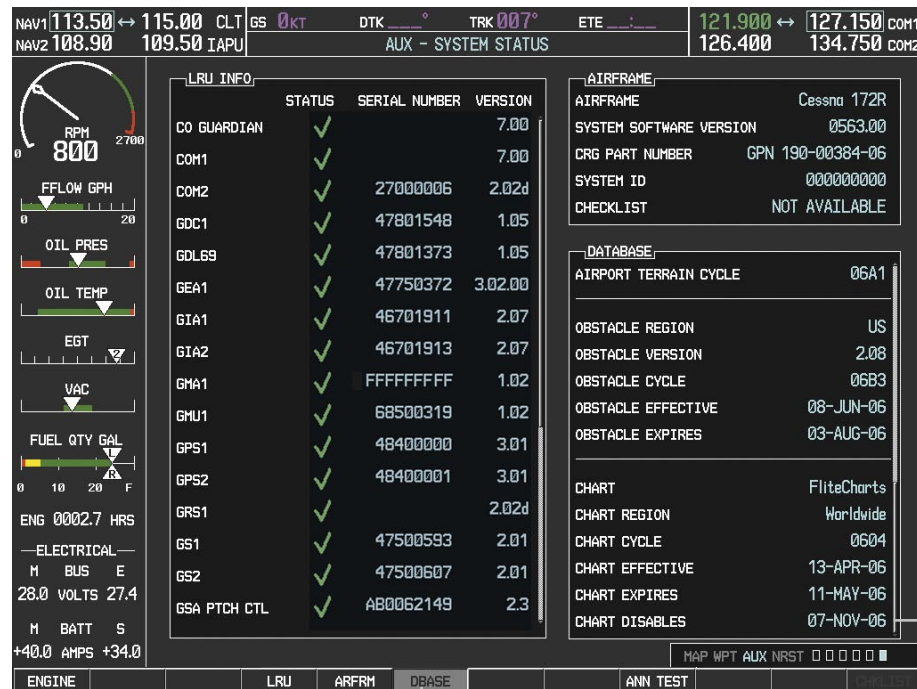 NAV1 113.50 ↔ 115.00 CLT
NAV2 108.90 109.50 IAPU
GS 0KT DTK ___° TRK 007° ETE __:__
AUX - SYSTEM STATUS
121.900 ↔ 127.150 COM1
126.400 134.750 COM2
RPM
800
0 2700
FFLOW GPH
0 20
OIL PRES
OIL TEMP
EGT
2
VAC
FUEL QTY GAL
L
R
0 10 20 F
ENG 0002.7 HRS
ELECTRICAL
M BUS E
28.0 VOLTS 27.4
M BATT S
+40.0 AMPS +34.0
LRU INFO
STATUS SERIAL NUMBER VERSION
CO GUARDIAN ✓ 7.00
COM1 ✓ 7.00
COM2 ✓ 27000006 2.02d
GDC1 ✓ 47801548 1.05
GDL69 ✓ 47801373 1.05
GEA1 ✓ 47750372 3.02.00
GIA1 ✓ 46701911 2.07
GIA2 ✓ 46701913 2.07
GMA1 ✓ FFFFFFFFF 1.02
GMU1 ✓ 68500319 1.02
GPS1 ✓ 48400000 3.01
GPS2 ✓ 48400001 3.01
GRS1 ✓ 2.02d
GS1 ✓ 47500593 2.01
GS2 ✓ 47500607 2.01
GSA PTCH CTL ✓ AB0062149 2.3
AIRFRAME
AIRFRAME Cessna 172R
SYSTEM SOFTWARE VERSION 0563.00
CRG PART NUMBER GPN 190-00384-06
SYSTEM ID 000000000
CHECKLIST NOT AVAILABLE
DATABASE
AIRPORT TERRAIN CYCLE 06A1
OBSTACLE REGION US
OBSTACLE VERSION 2.08
OBSTACLE CYCLE 06B3
OBSTACLE EFFECTIVE 08-JUN-06
OBSTACLE EXPIRES 03-AUG-06
CHART FliteCharts
CHART REGION Worldwide
CHART CYCLE 0604
CHART EFFECTIVE 13-APR-06
CHART EXPIRES 11-MAY-06
CHART DISABLES 07-NOV-06
MAP WPT AUX NRST
ENGINE LRU ARFRM DBASE ANN TEST CHKLIST